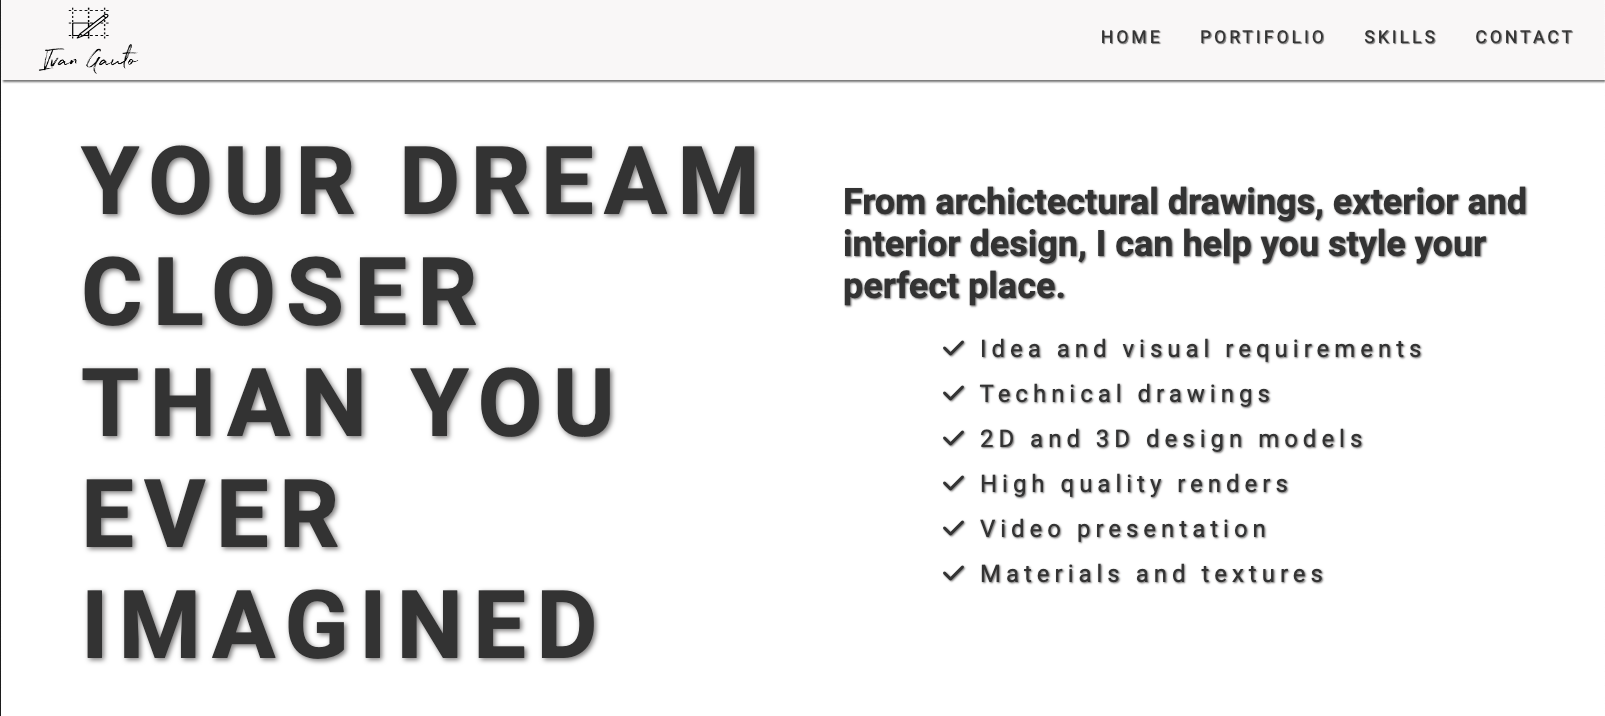 Ivan Gauto
HOME PORTIFOLIO SKILLS CONTACT
YOUR DREAM
CLOSER
THAN YOU
EVER
IMAGINED
From archictectural drawings, exterior and
interior design, I can help you style your
perfect place.
Idea and visual requirements
Technical drawings
2D and 3D design models
High quality renders
Video presentation
Materials and textures